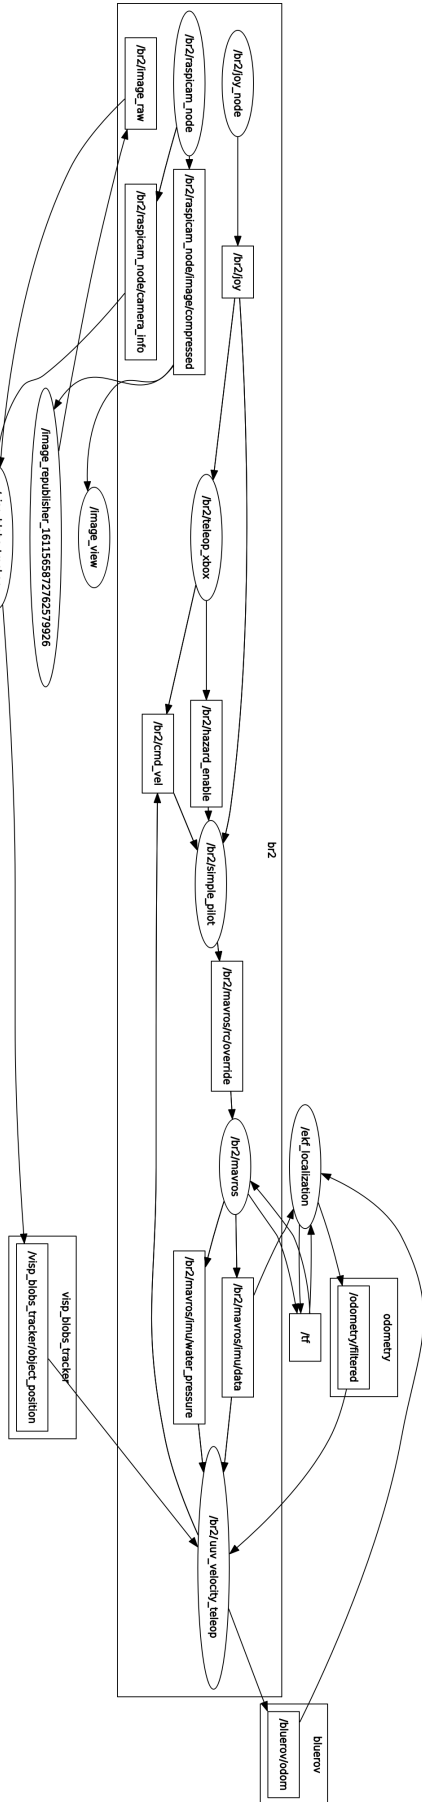 /br2/joy_node
/br2/raspicam_node
/br2/image_raw
/br2/joy
/br2/raspicam_node/image/compressed
/br2/raspicam_node/camera_info
/br2/teleop_xbox
/image_view
/image_republisher_1611565872762579926
/br2/hazard_enable
/br2/cmd_vel
br2
/br2/simple_pilot
/br2/mavros/rc/override
/ekf_localization
/br2/mavros
odometry
/odometry/filtered
/tf
/br2/mavros/imu/data
/br2/mavros/imu/water_pressure
visp_blobs_tracker
/visp_blobs_tracker/object_position
/br2/uuv_velocity_teleop
bluerov
/bluerov/odom